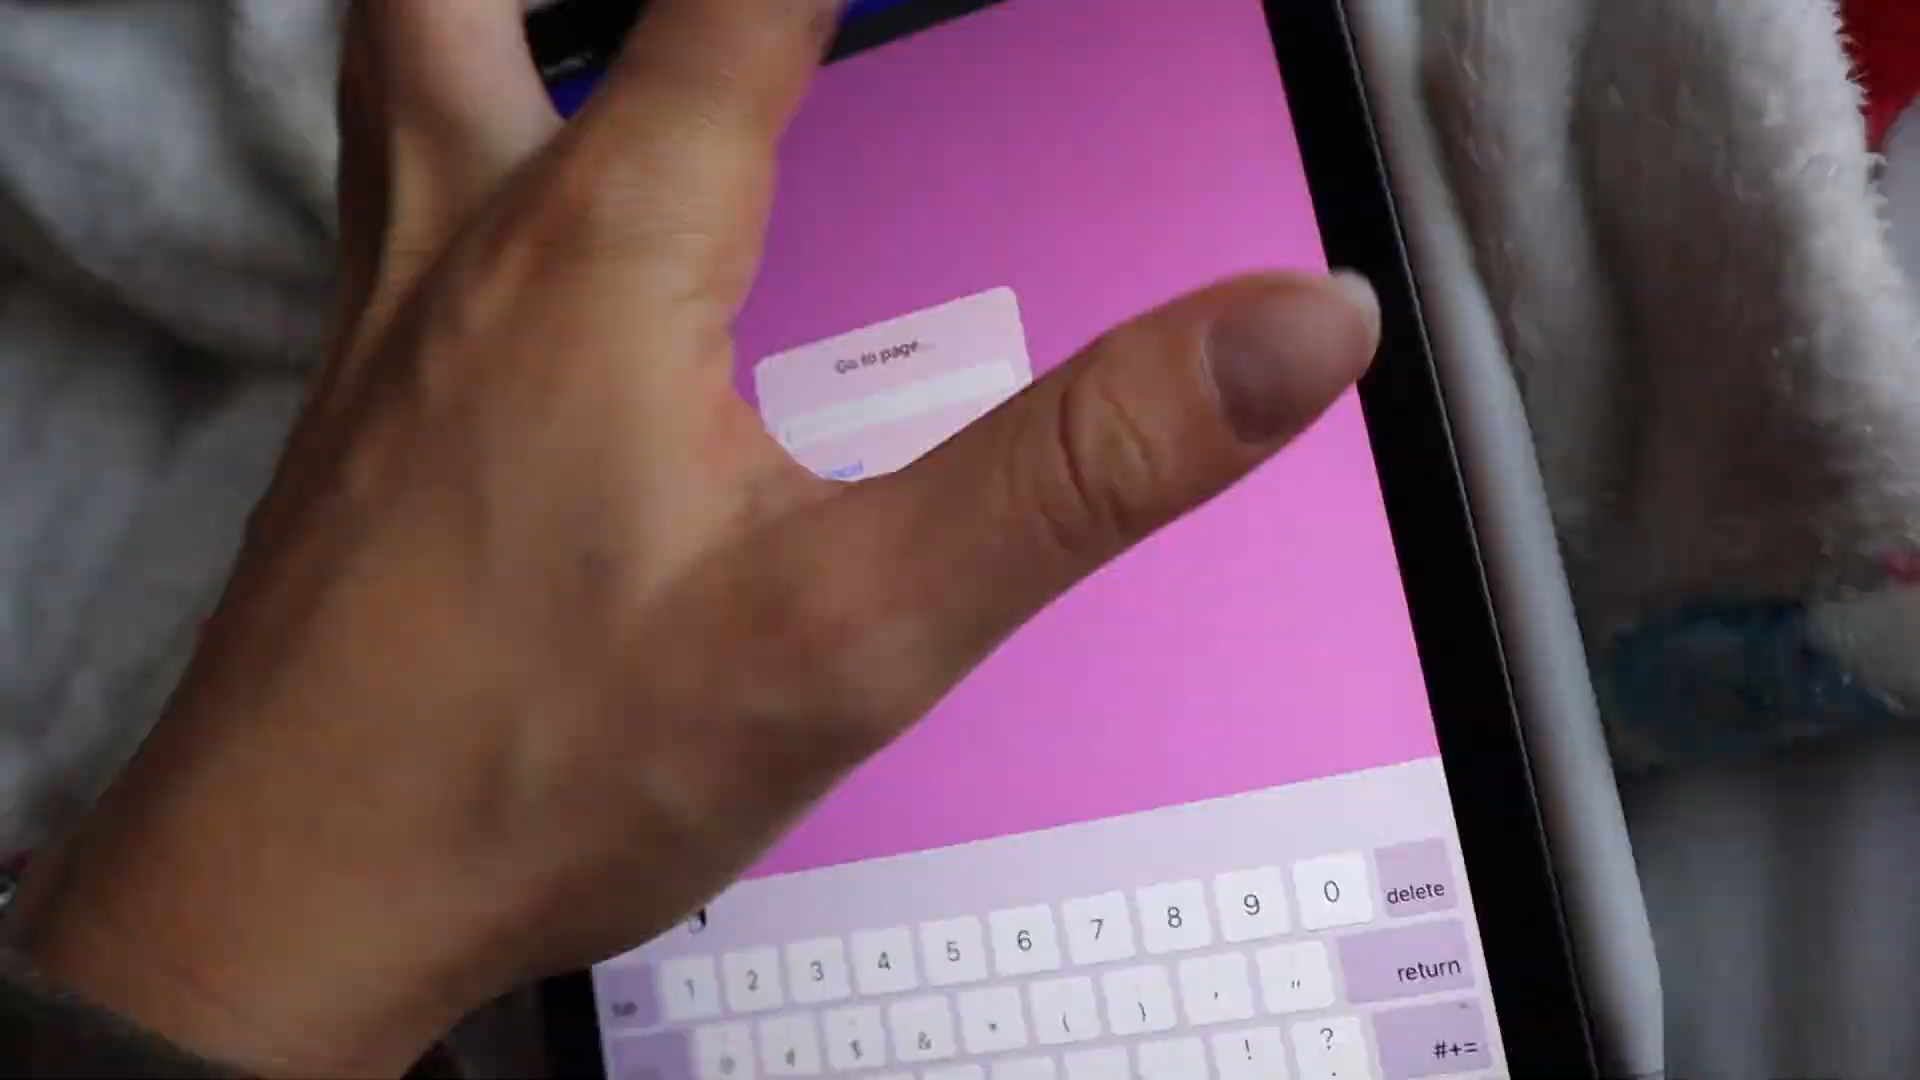 Go to page...
1 2 3 4 5 6 7 8 9 0 delete
@ # $ & * ( ) ' " return
! ? #+=